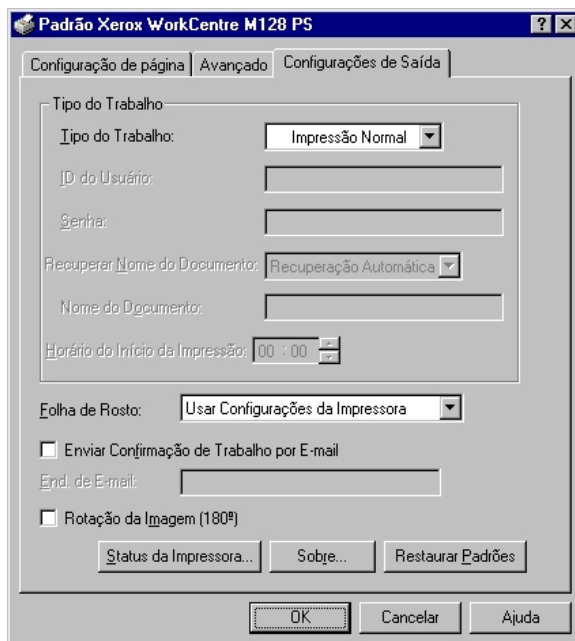 Padrão Xerox WorkCentre M128 PS
Configuração de página Avançado Configurações de Saída
Tipo do Trabalho
Tipo do Trabalho: Impressão Normal
ID do Usuário:
Senha:
Recuperar Nome do Documento: Recuperação Automática
Nome do Documento:
Horário do Início da Impressão: 00 : 00
Folha de Rosto: Usar Configurações da Impressora
Enviar Confirmação de Trabalho por E-mail
End. de E-mail:
Rotação da Imagem (180º)
Status da Impressora... Sobre... Restaurar Padrões
OK Cancelar Ajuda